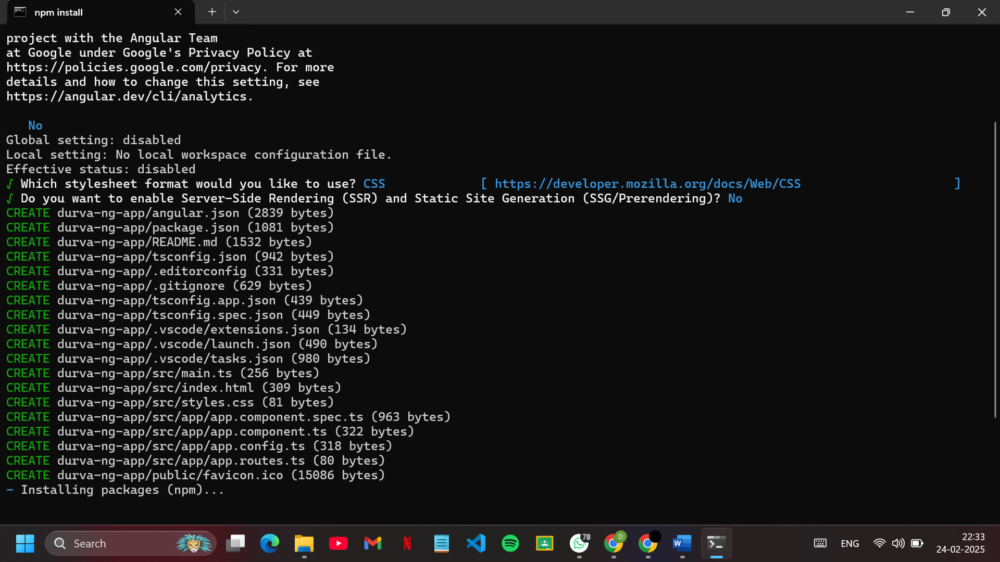 npm install
project with the Angular Team
at Google under Google's Privacy Policy at
https://policies.google.com/privacy. For more
details and how to change this setting, see
https://angular.dev/cli/analytics.
No
Global setting: disabled
Local setting: No local workspace configuration file.
Effective status: disabled
√ Which stylesheet format would you like to use? CSS [ https://developer.mozilla.org/docs/Web/CSS ]
√ Do you want to enable Server-Side Rendering (SSR) and Static Site Generation (SSG/Prerendering)? No
CREATE durva-ng-app/angular.json (2839 bytes)
CREATE durva-ng-app/package.json (1081 bytes)
CREATE durva-ng-app/README.md (1532 bytes)
CREATE durva-ng-app/tsconfig.json (942 bytes)
CREATE durva-ng-app/.editorconfig (331 bytes)
CREATE durva-ng-app/.gitignore (629 bytes)
CREATE durva-ng-app/tsconfig.app.json (439 bytes)
CREATE durva-ng-app/tsconfig.spec.json (449 bytes)
CREATE durva-ng-app/.vscode/extensions.json (134 bytes)
CREATE durva-ng-app/.vscode/launch.json (490 bytes)
CREATE durva-ng-app/.vscode/tasks.json (980 bytes)
CREATE durva-ng-app/src/main.ts (256 bytes)
CREATE durva-ng-app/src/index.html (309 bytes)
CREATE durva-ng-app/src/styles.css (81 bytes)
CREATE durva-ng-app/src/app/app.component.spec.ts (963 bytes)
CREATE durva-ng-app/src/app/app.component.ts (322 bytes)
CREATE durva-ng-app/src/app/app.config.ts (318 bytes)
CREATE durva-ng-app/src/app/app.routes.ts (80 bytes)
CREATE durva-ng-app/public/favicon.ico (15086 bytes)
- Installing packages (npm)...
Search
N
78
D
W
ENG
22:33
24-02-2025